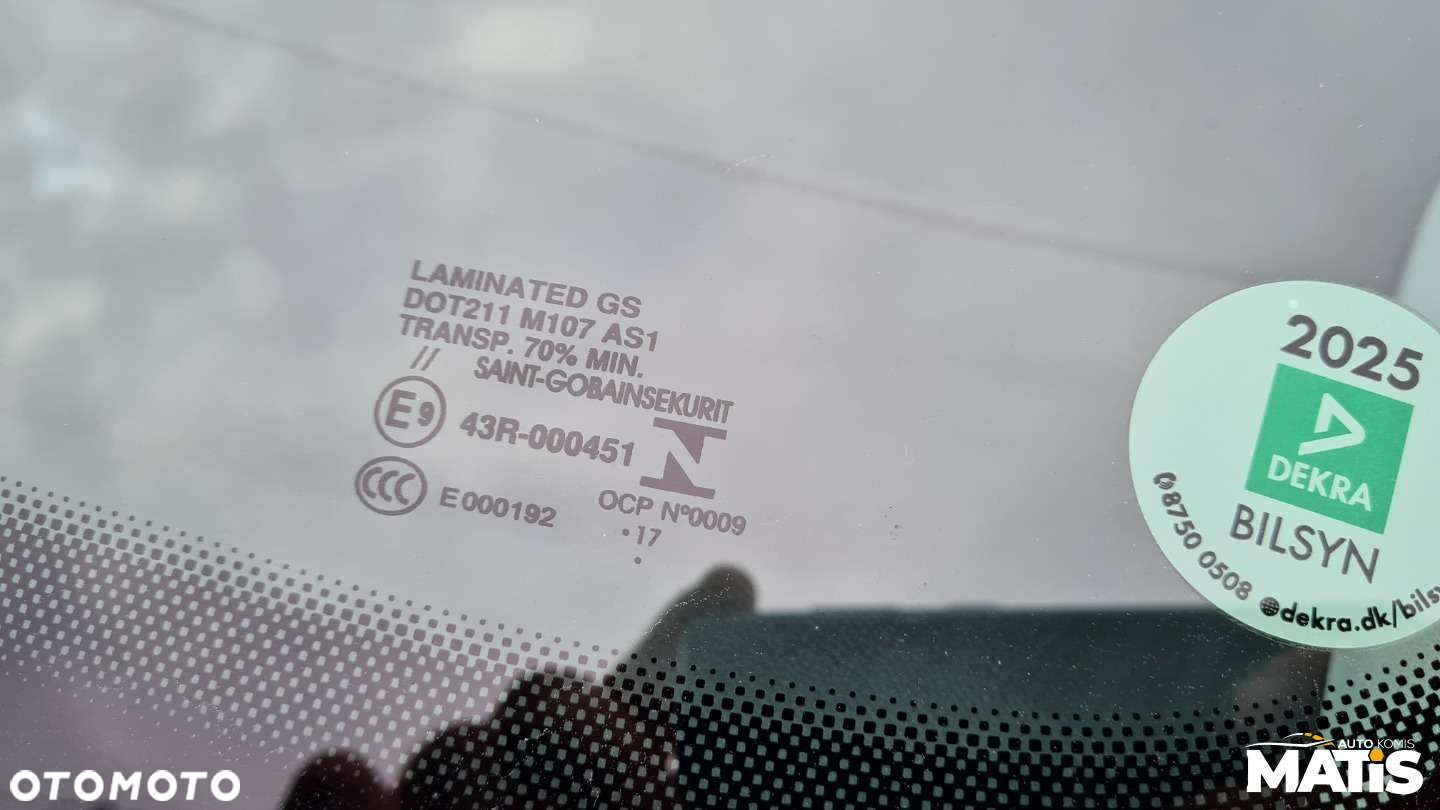 LAMINATED GS
DOT211 M107 AS1
TRANSP. 70% MIN.
//
SAINT-GOBAINSEKURIT
E9
43R-000451
CCC
E000192
OCP Nº0009
·17
·
2025
DEKRA
BILSYN
8750 0508
dekra.dk/bilsy
OTOMOTO
AUTO KOMIS
MATIS